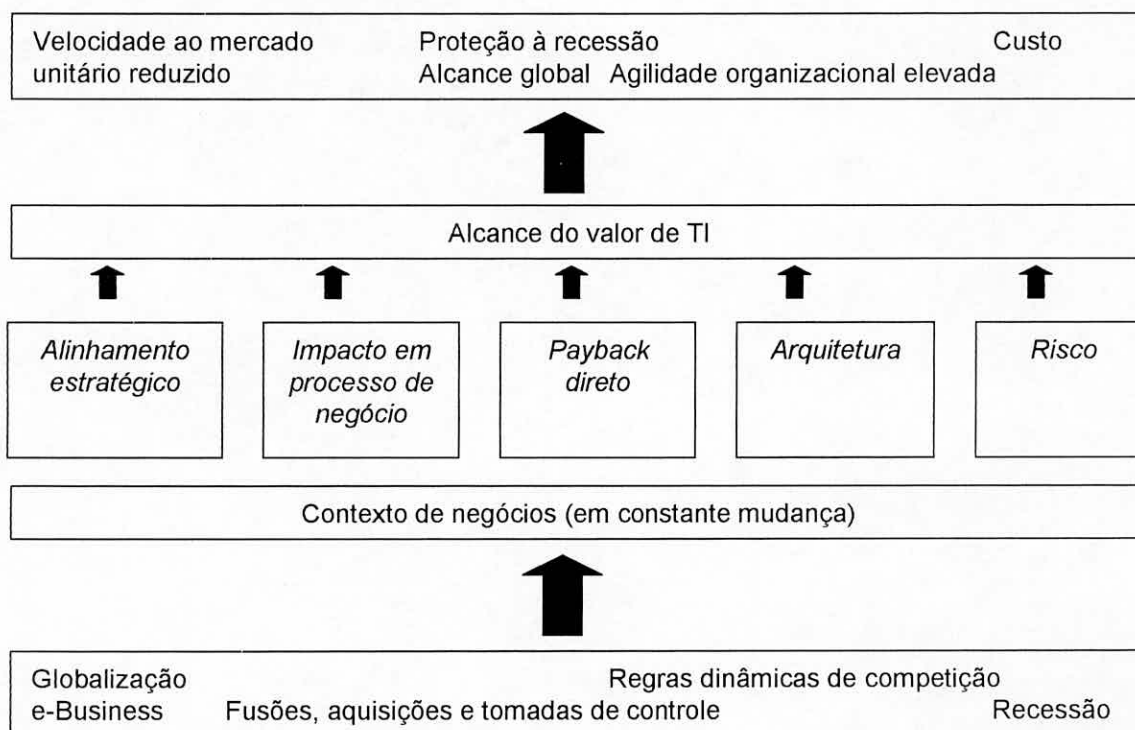 Velocidade ao mercado Proteção à recessão Custo
unitário reduzido Alcance global Agilidade organizacional elevada
Alcance do valor de TI
Alinhamento
estratégico
Impacto em
processo de
negócio
Payback
direto
Arquitetura
Risco
Contexto de negócios (em constante mudança)
Globalização Regras dinâmicas de competição
e-Business Fusões, aquisições e tomadas de controle Recessão